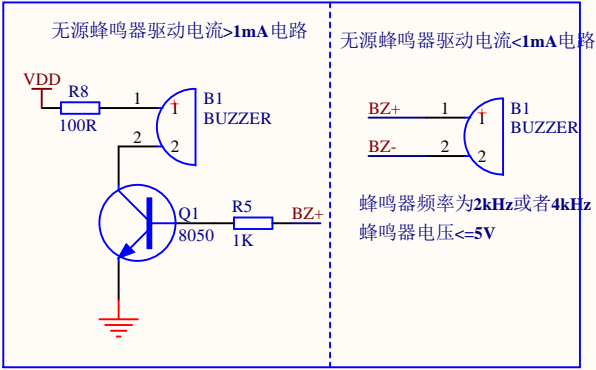 无源蜂鸣器驱动电流>1mA电路
VDD
R8
100R
1
1
B1
BUZZER
2
2
Q1
8050
R5
1K
BZ+
无源蜂鸣器驱动电流<1mA电路
BZ+
1
1
B1
BUZZER
BZ-
2
2
蜂鸣器频率为2kHz或者4kHz
蜂鸣器电压<=5V